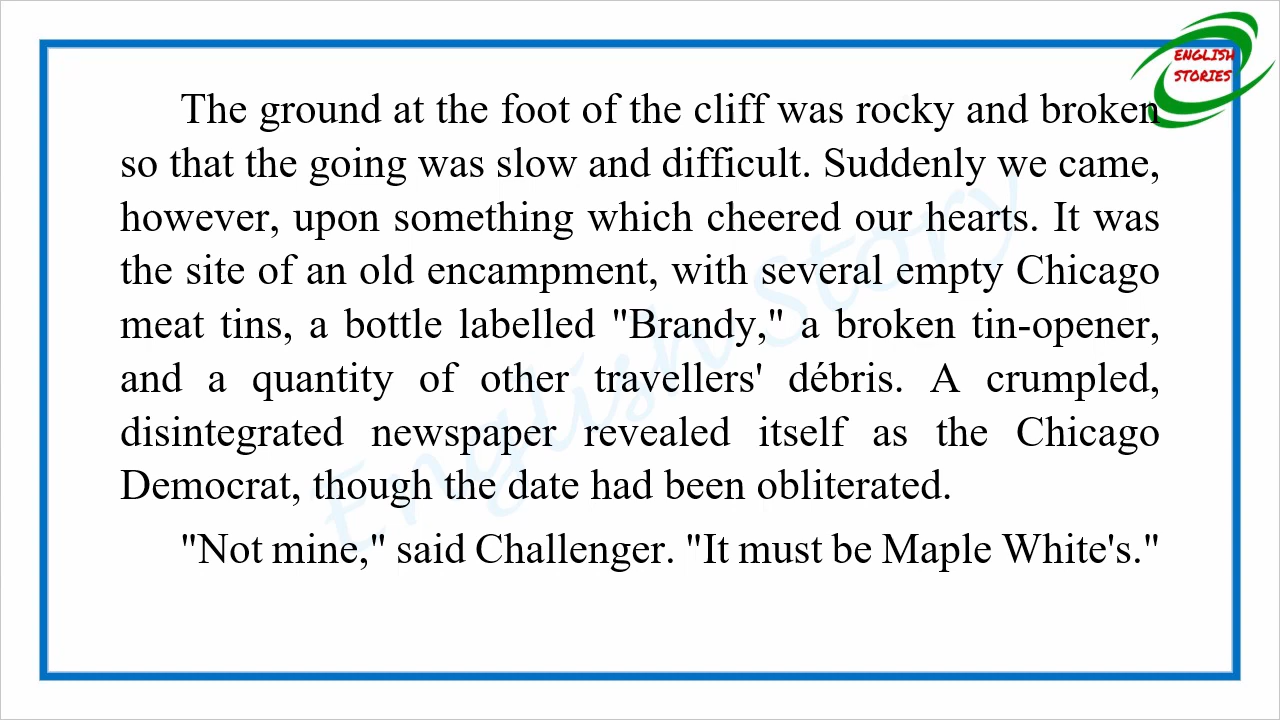 ENGLISH
STORIES
The ground at the foot of the cliff was rocky and broken
so that the going was slow and difficult. Suddenly we came,
however, upon something which cheered our hearts. It was
the site of an old encampment, with several empty Chicago
meat tins, a bottle labelled "Brandy," a broken tin-opener,
and a quantity of other travellers' débris. A crumpled,
disintegrated newspaper revealed itself as the Chicago
Democrat, though the date had been obliterated.
"Not mine," said Challenger. "It must be Maple White's."
English Story